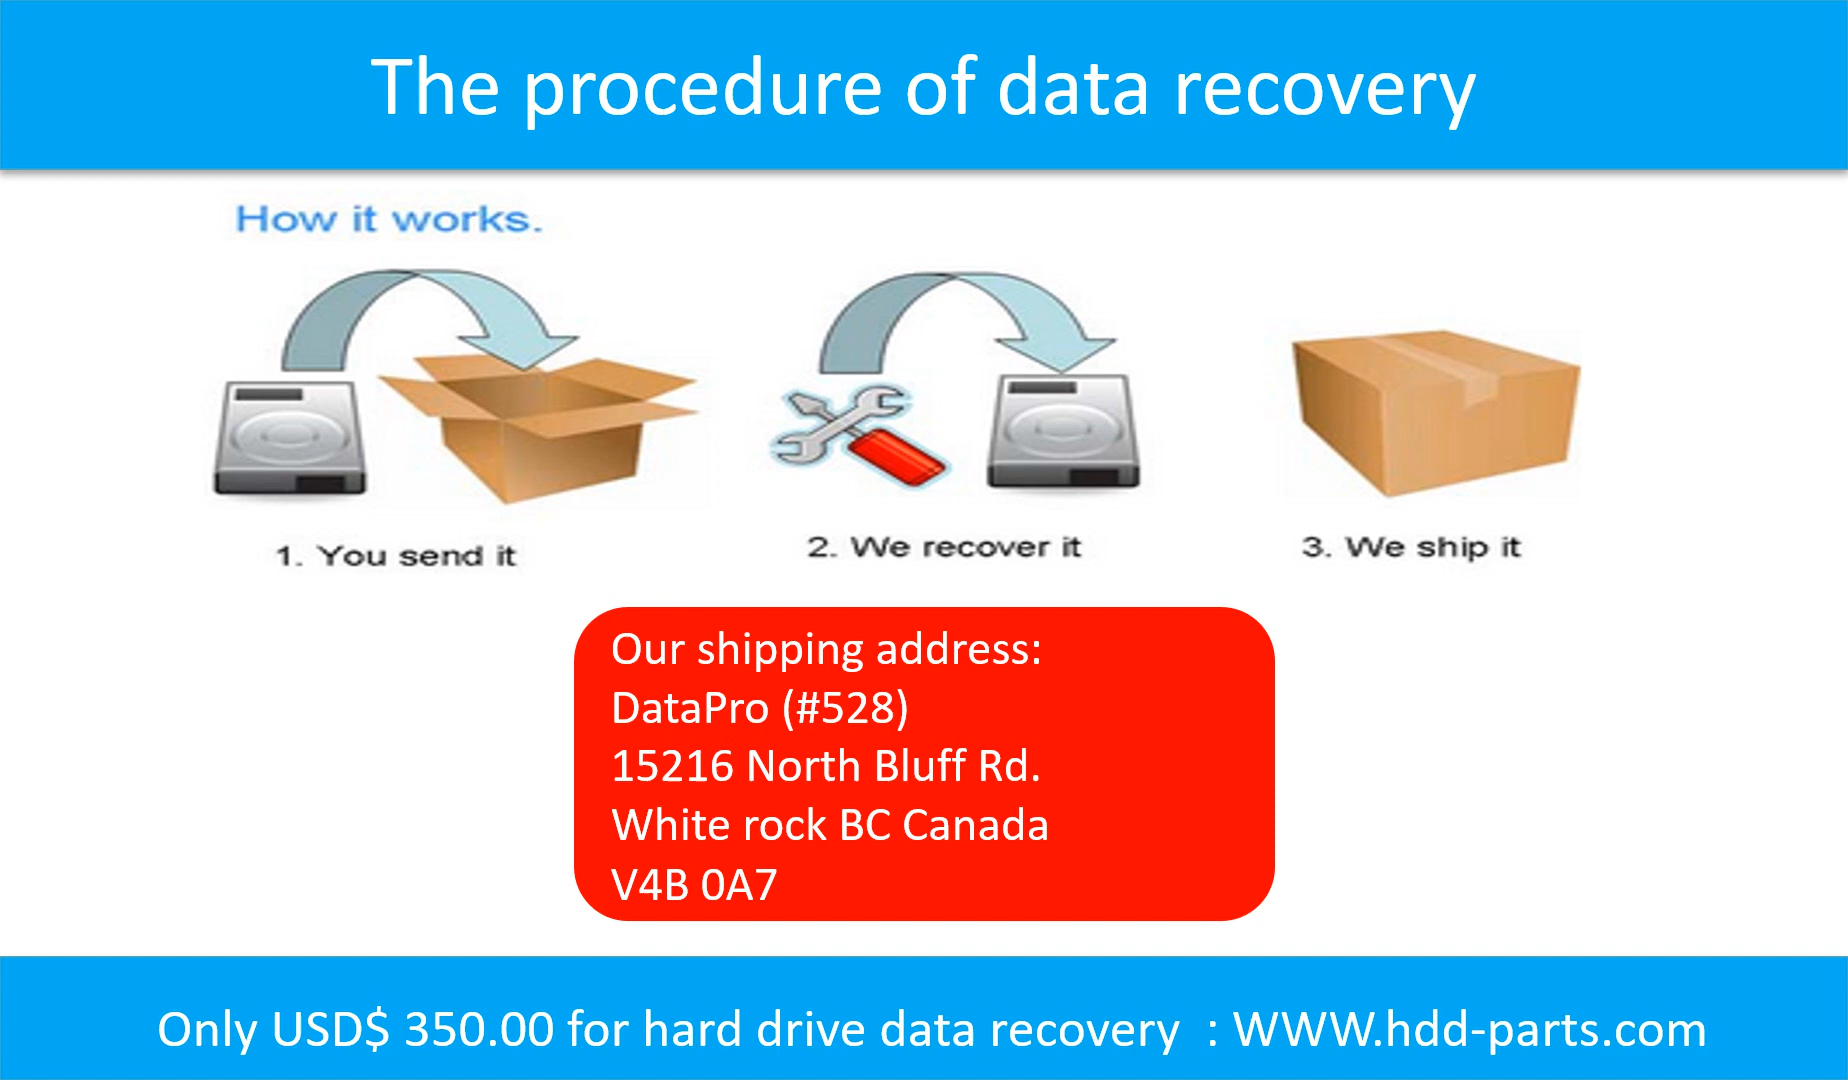 The procedure of data recovery
How it works.
1. You send it
2. We recover it
3. We ship it
Our shipping address:
DataPro (#528)
15216 North Bluff Rd.
White rock BC Canada
V4B 0A7
Only USD$ 350.00 for hard drive data recovery  : WWW.hdd-parts.com